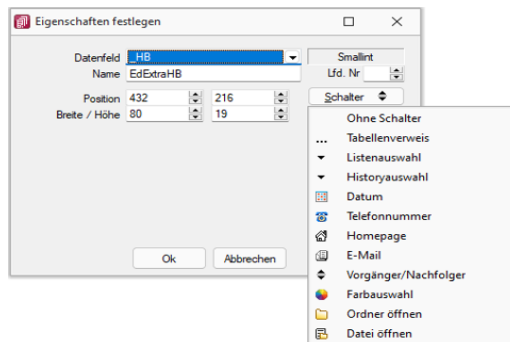 Eigenschaften festlegen
Datenfeld _HB Smallint
Name EdExtraHB Lfd. Nr
Position 432 216 Schalter
Breite / Höhe 80 19
Ohne Schalter
... Tabellenverweis
Listenauswahl
Historyauswahl
Datum
Telefonnummer
Homepage
E-Mail
Vorgänger/Nachfolger
Farbauswahl
Ordner öffnen
Datei öffnen
Ok Abbrechen